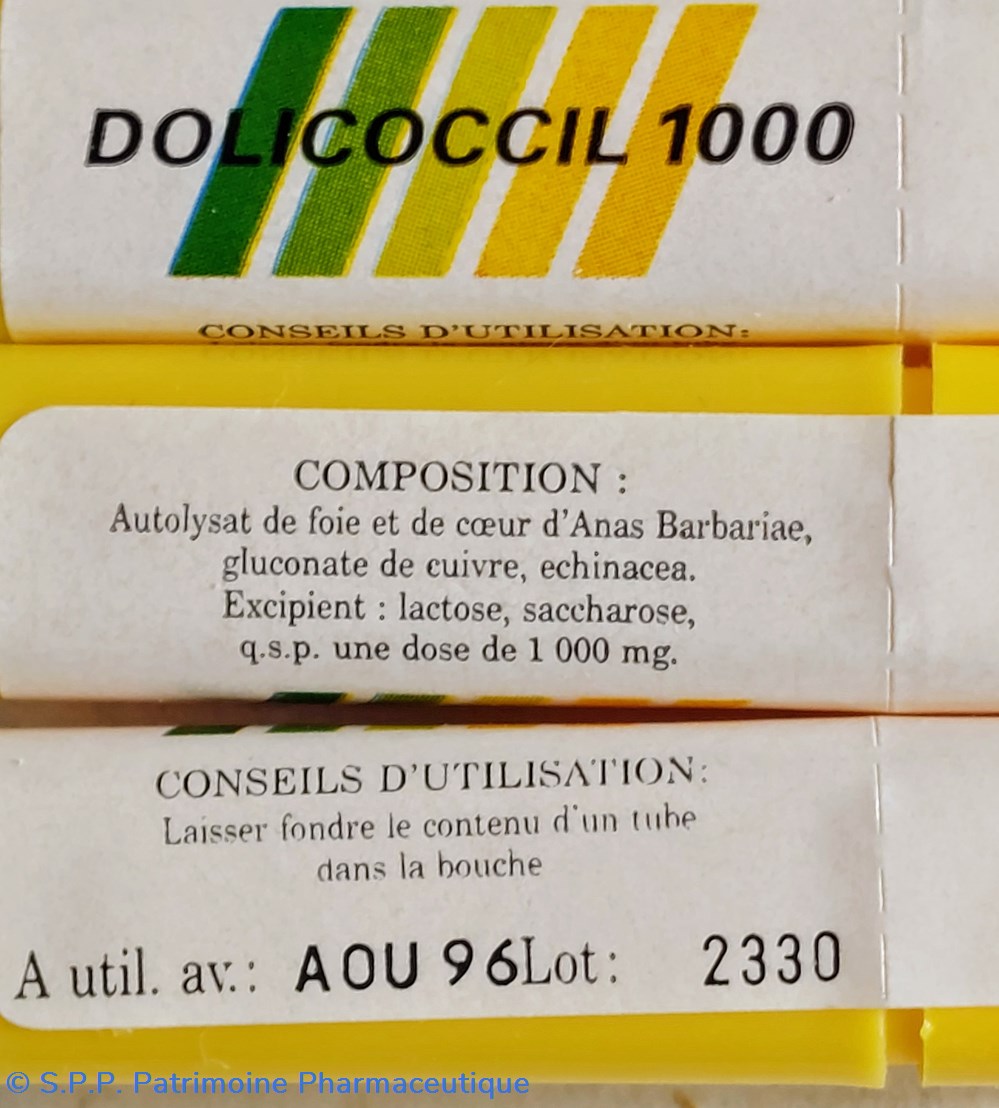 DOLICOCCIL 1000
CONSEILS D'UTILISATION:
COMPOSITION :
Autolysat de foie et de cœur d'Anas Barbariae,
gluconate de cuivre, echinacea.
Excipient : lactose, saccharose,
q.s.p. une dose de 1 000 mg.
CONSEILS D'UTILISATION:
Laisser fondre le contenu d'un tube
dans la bouche
A util. av.: AOU 96 Lot: 2330
© S.P.P. Patrimoine Pharmaceutique